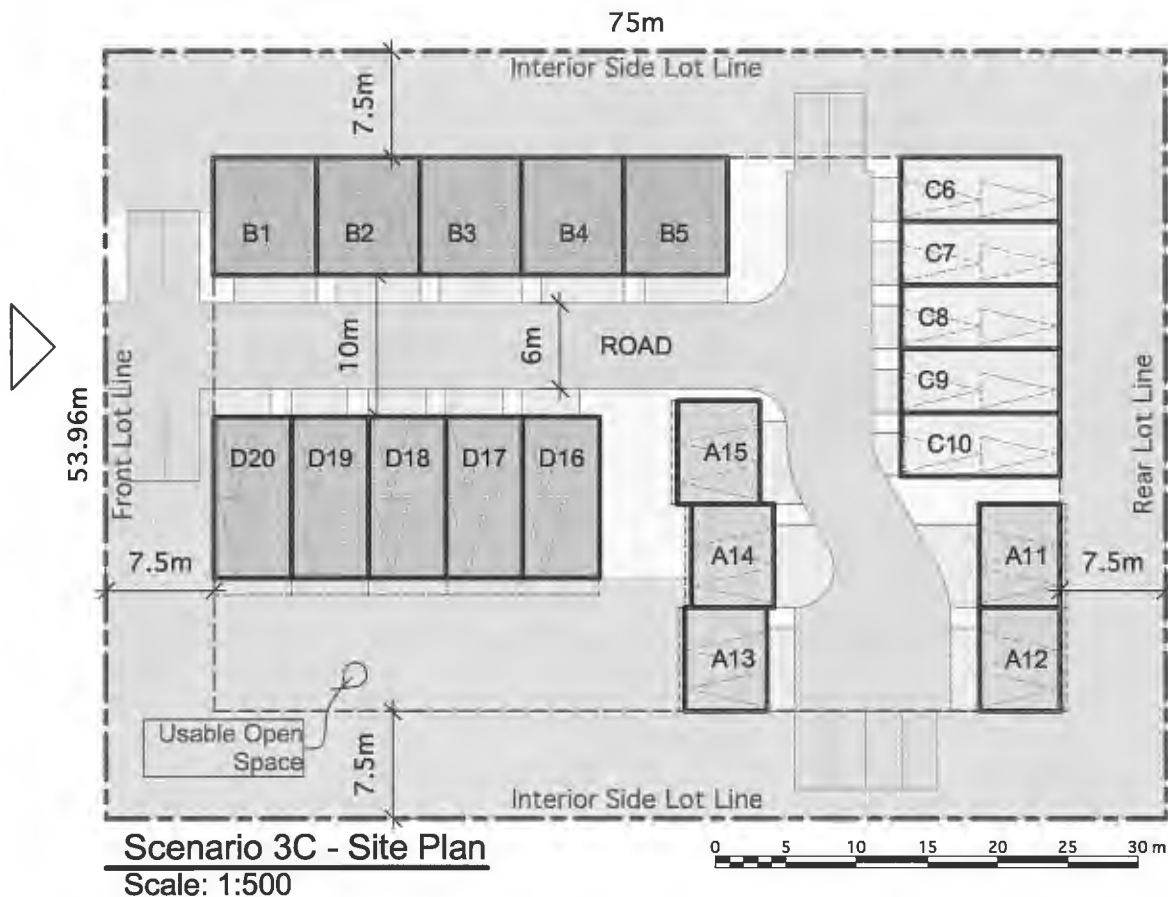 75m
Interior Side Lot Line
7.5m
B1 B2 B3 B4 B5
C6
C7
C8
C9
C10
10m
6m
ROAD
53.96m
Front Lot Line
Rear Lot Line
D20 D19 D18 D17 D16
A15
A14
A13
A11
A12
7.5m
7.5m
Usable Open
Space
7.5m
Interior Side Lot Line
Scenario 3C - Site Plan
Scale: 1:500
0 5 10 15 20 25 30 m